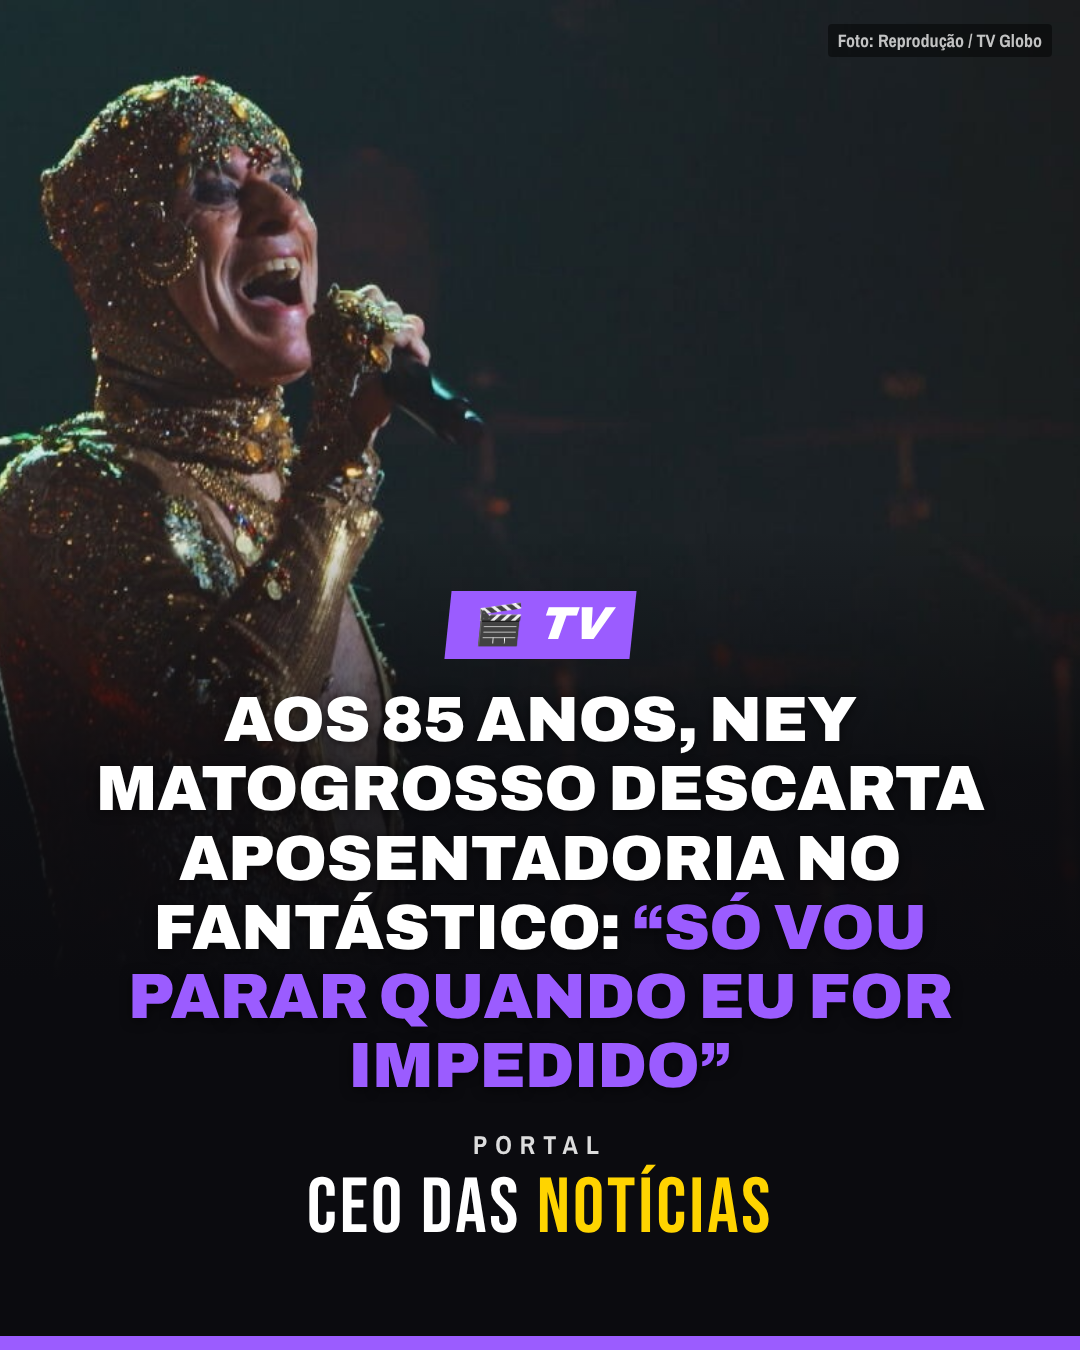 Foto: Reprodução / TV Globo
TV
AOS 85 ANOS, NEY
MATOGROSSO DESCARTA
APOSENTADORIA NO
FANTÁSTICO: “SÓ VOU
PARAR QUANDO EU FOR
IMPEDIDO”
PORTAL
CEO DAS NOTÍCIAS